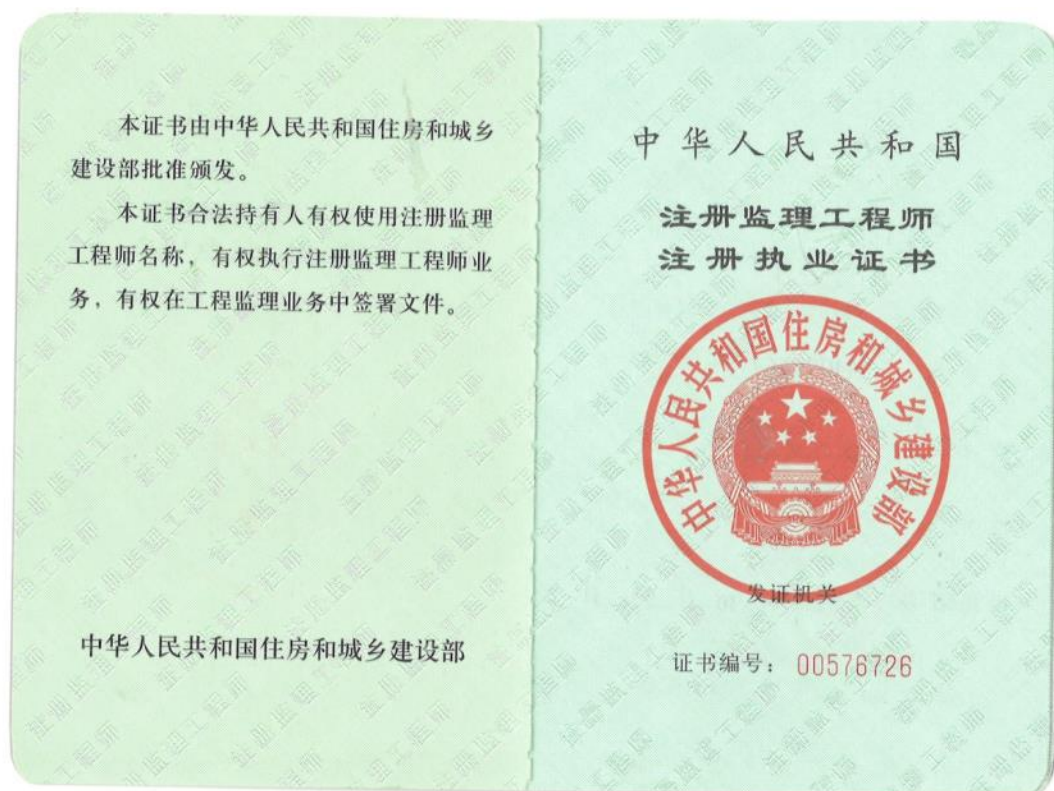 本证书由中华人民共和国住房和城乡
建设部批准颁发。
本证书合法持有人有权使用注册监理
工程师名称，有权执行注册监理工程师业
务，有权在工程监理业务中签署文件。
中华人民共和国住房和城乡建设部
中华人民共和国
注册监理工程师
注册执业证书
中华人民共和国住房和城乡建设部
发证机关
证书编号：00576726